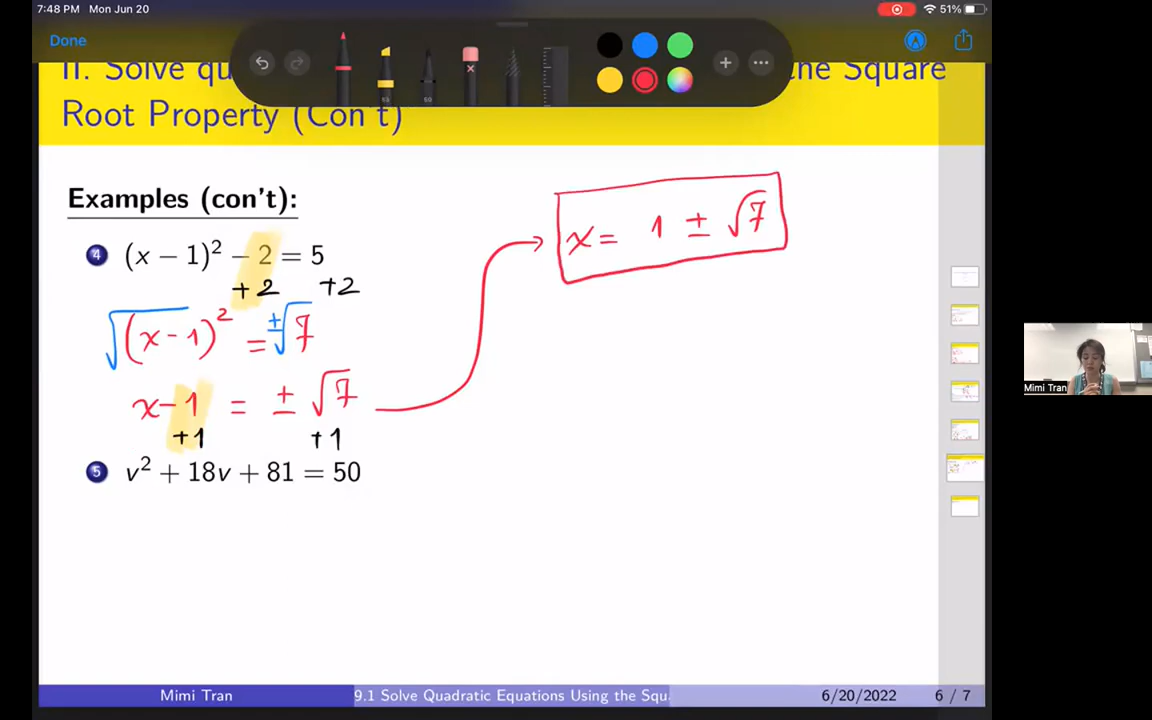 7:48 PM Mon Jun 20
51%
Done
II. Solve qu
the Square
Root Property (Con't)
Examples (con't):
4 (x − 1)² − 2 = 5
+2 +2
√(x-1)² = ±√7
x-1 = ± √7
+1 +1
x = 1 ± √7
5 v² + 18v + 81 = 50
Mimi Tran
Mimi Tran
9.1 Solve Quadratic Equations Using the Squ
6/20/2022
6 / 7